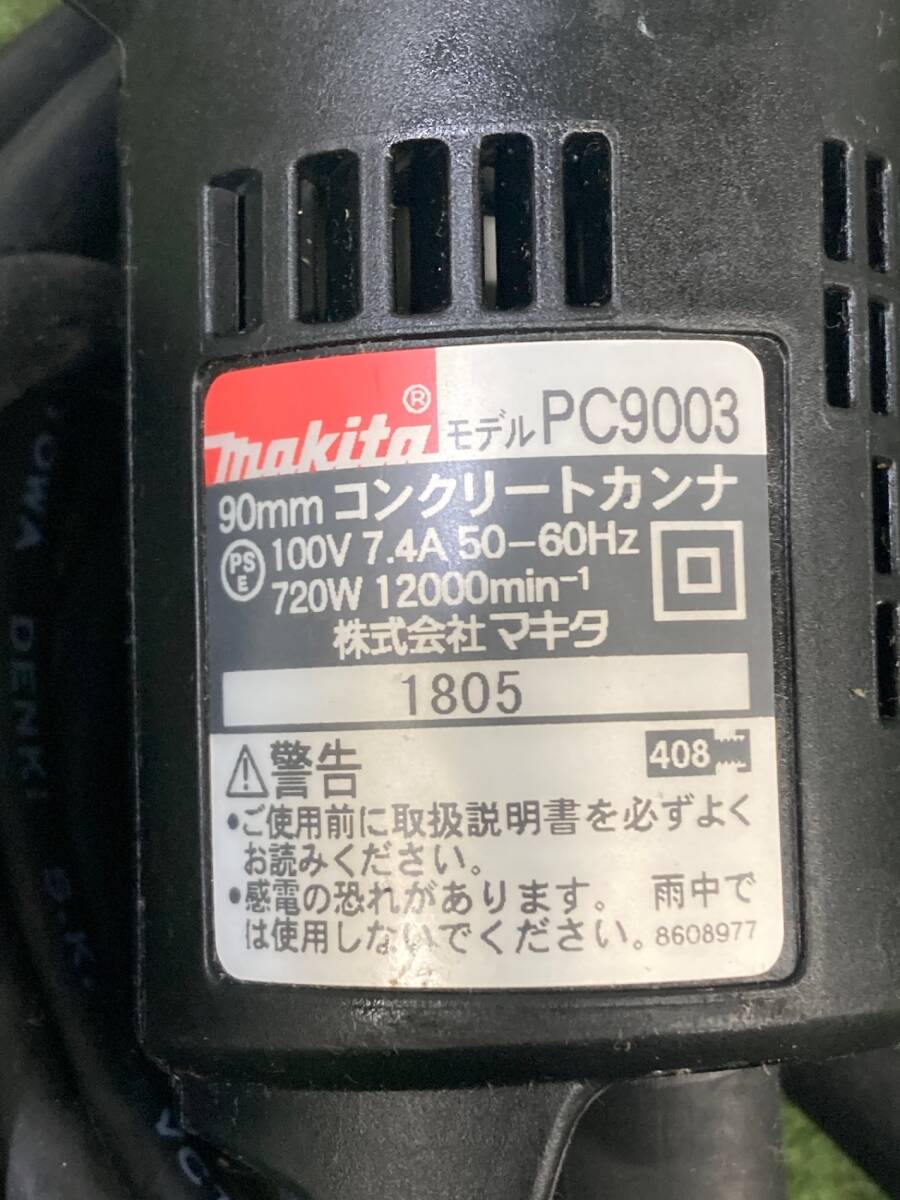 makita®
モデル PC9003
90mm コンクリートカンナ
PS E 100V 7.4A 50-60Hz
720W 12000min⁻¹
株式会社 マキタ
1805
警告
408
•ご使用前に取扱説明書を必ずよく
お読みください。
•感電の恐れがあります。 雨中で
は使用しないでください。
8608977
OWA DENKI